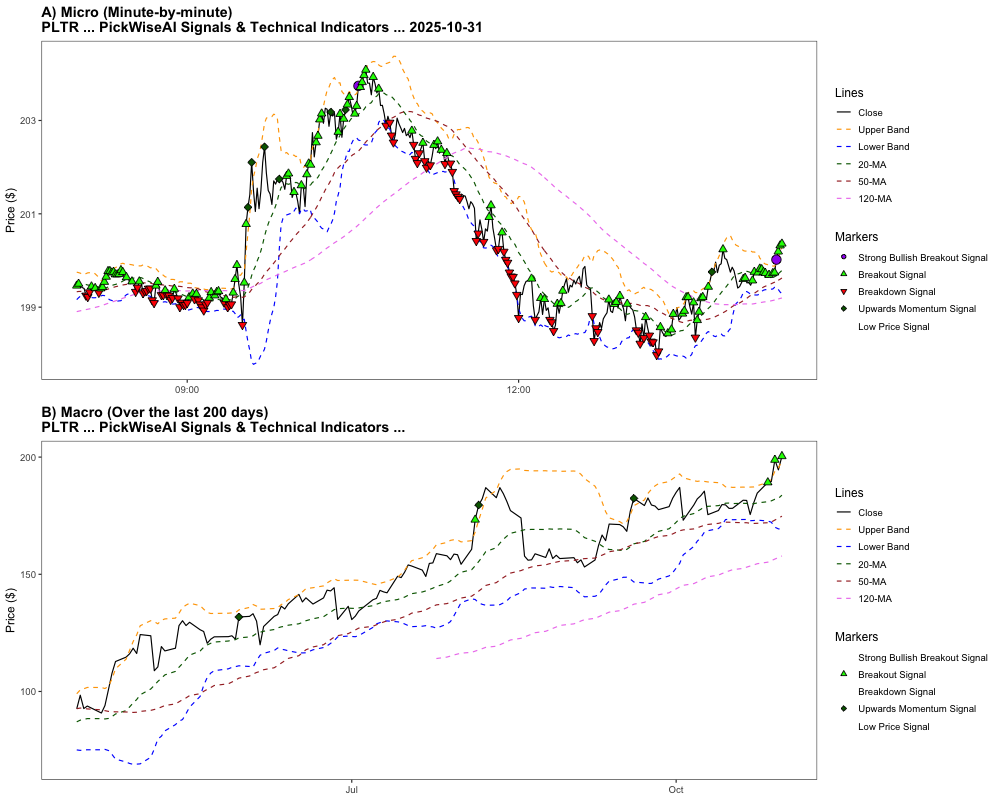 A) Micro (Minute-by-minute)
PLTR ... PickWiseAI Signals & Technical Indicators ... 2025-10-31
Price ($)
203
201
199
09:00
12:00
Lines
Close
Upper Band
Lower Band
20-MA
50-MA
120-MA
Markers
Strong Bullish Breakout Signal
Breakout Signal
Breakdown Signal
Upwards Momentum Signal
Low Price Signal
B) Macro (Over the last 200 days)
PLTR ... PickWiseAI Signals & Technical Indicators ...
Price ($)
200
150
100
Jul
Oct
Lines
Close
Upper Band
Lower Band
20-MA
50-MA
120-MA
Markers
Strong Bullish Breakout Signal
Breakout Signal
Breakdown Signal
Upwards Momentum Signal
Low Price Signal